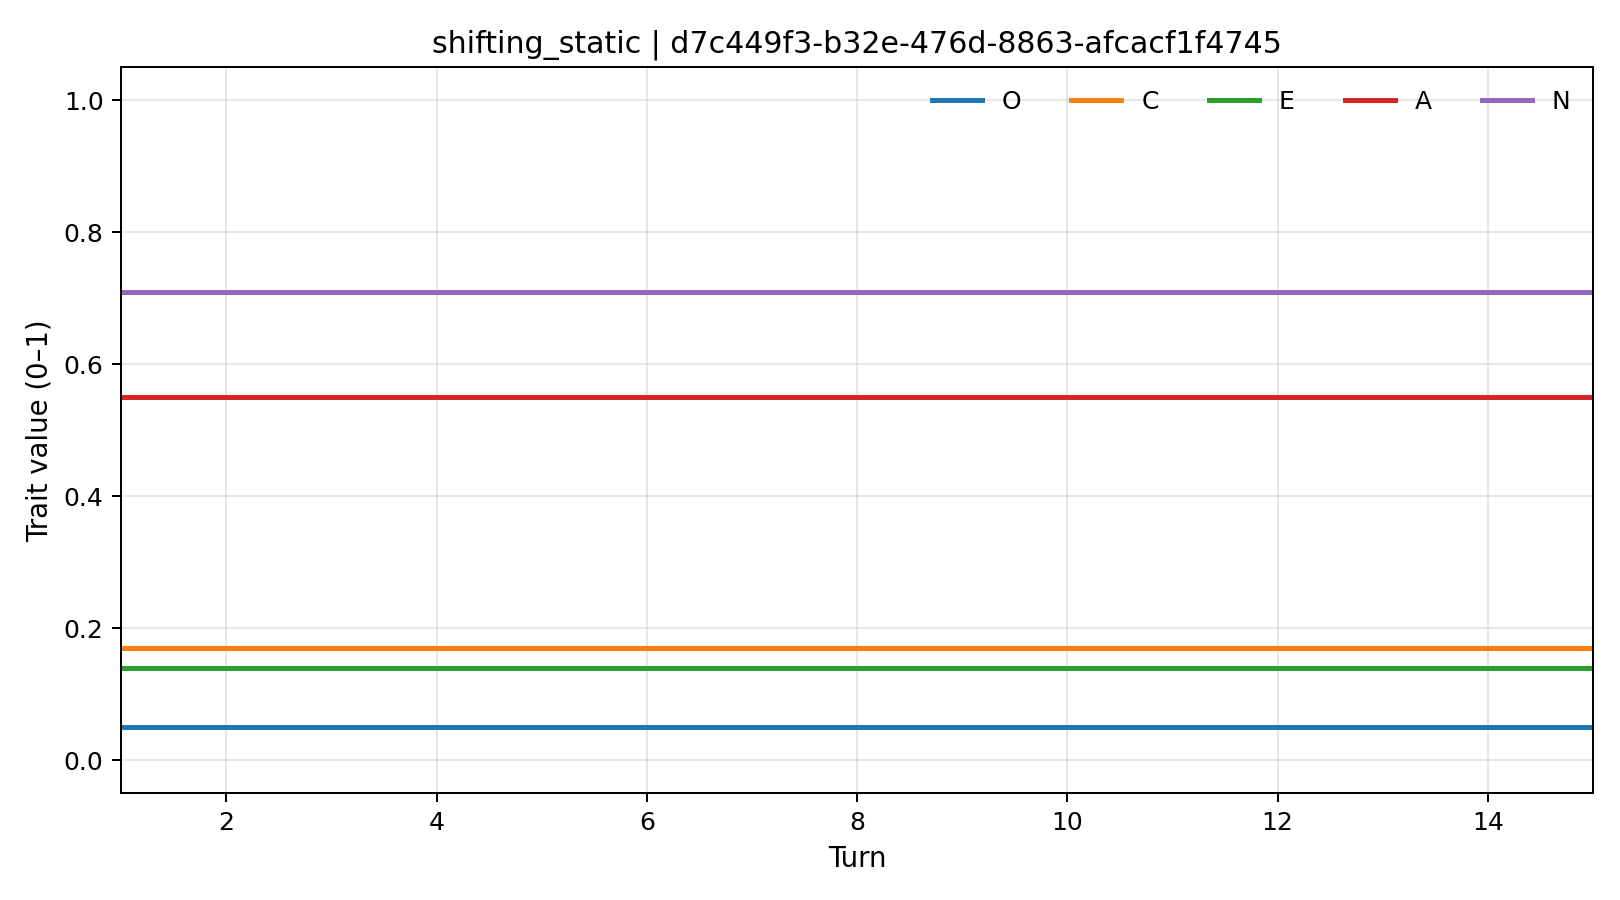 shifting_static | d7c449f3-b32e-476d-8863-afcacf1f4745
O C E A N
1.0
0.8
0.6
0.4
0.2
0.0
Trait value (0–1)
2 4 6 8 10 12 14
Turn